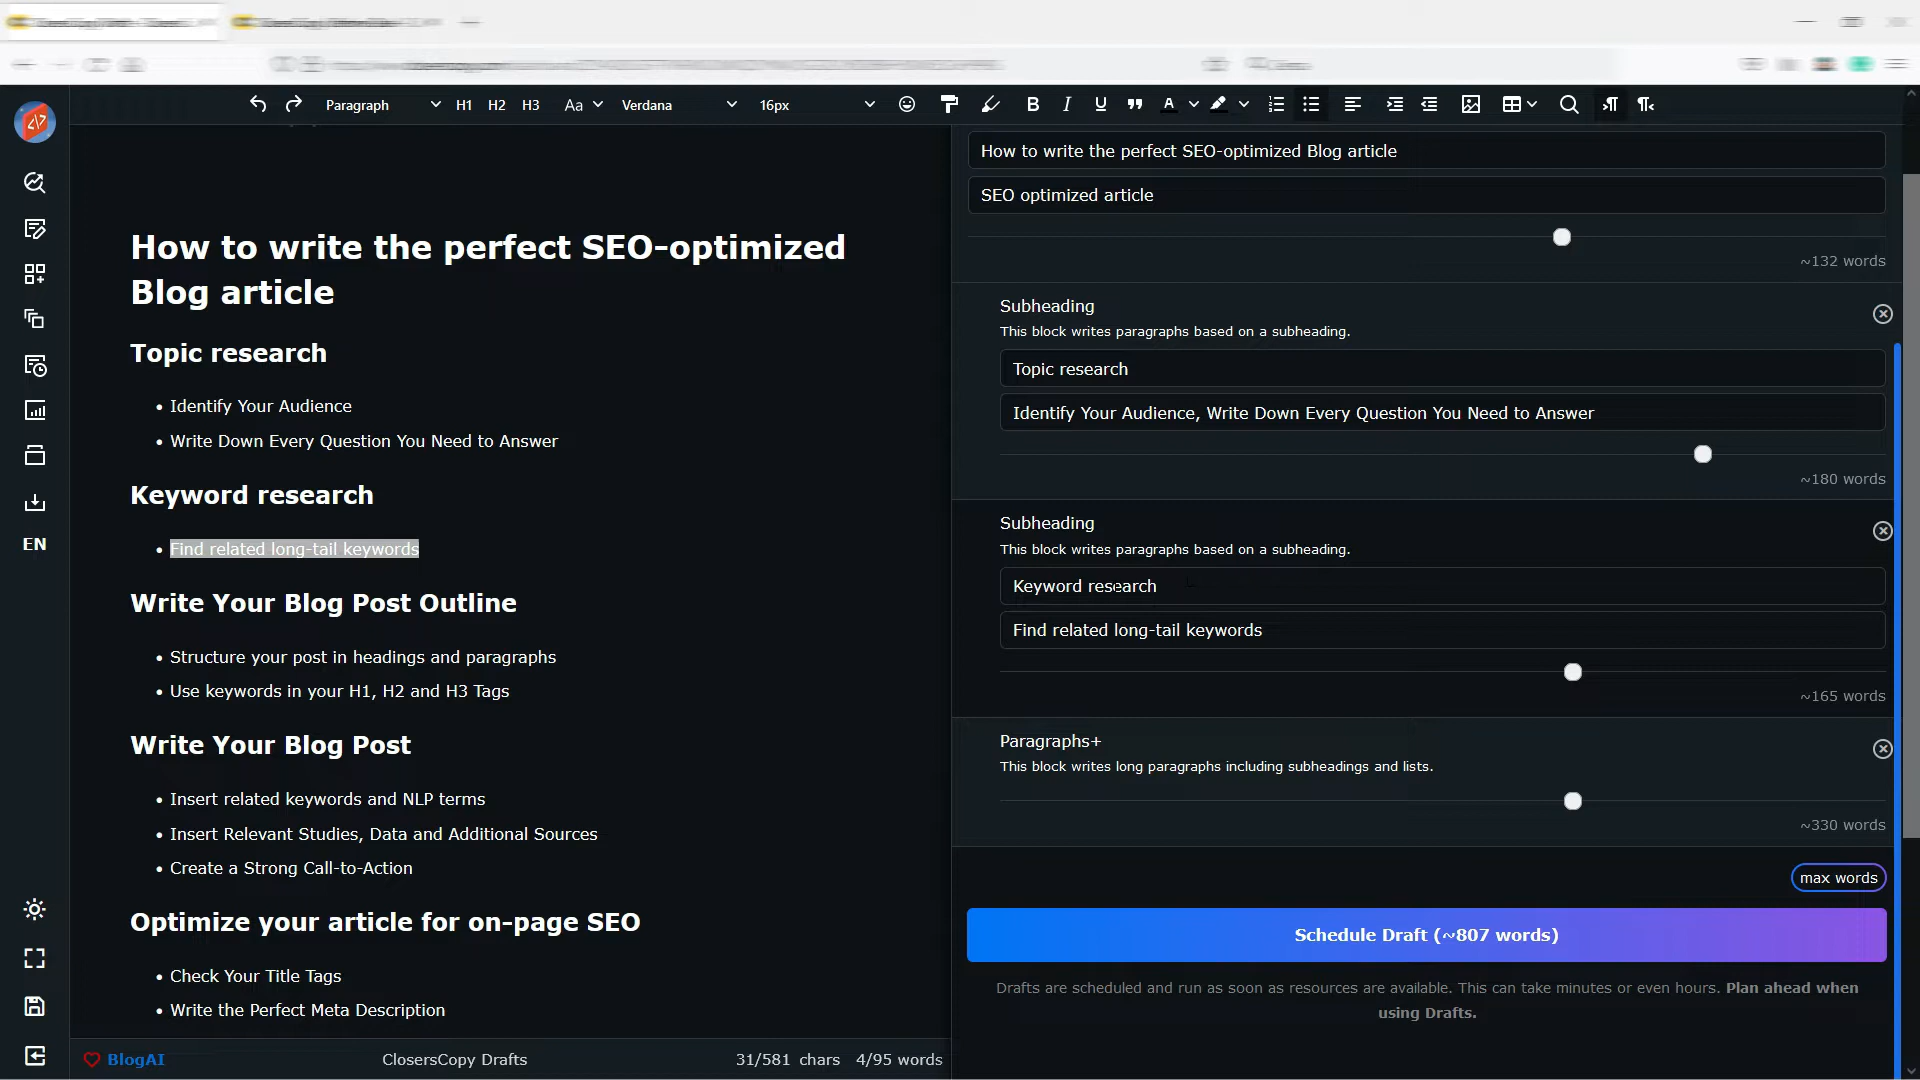 Paragraph H1 H2 H3 Aa Verdana 16px
How to write the perfect SEO-optimized
Blog article
Topic research
• Identify Your Audience
• Write Down Every Question You Need to Answer
Keyword research
• Find related long-tail keywords
Write Your Blog Post Outline
• Structure your post in headings and paragraphs
• Use keywords in your H1, H2 and H3 Tags
Write Your Blog Post
• Insert related keywords and NLP terms
• Insert Relevant Studies, Data and Additional Sources
• Create a Strong Call-to-Action
Optimize your article for on-page SEO
• Check Your Title Tags
• Write the Perfect Meta Description
EN
BlogAI ClosersCopy Drafts 31/581 chars 4/95 words
How to write the perfect SEO-optimized Blog article
SEO optimized article
~132 words
Subheading
This block writes paragraphs based on a subheading.
Topic research
Identify Your Audience, Write Down Every Question You Need to Answer
~180 words
Subheading
This block writes paragraphs based on a subheading.
Keyword research
Find related long-tail keywords
~165 words
Paragraphs+
This block writes long paragraphs including subheadings and lists.
~330 words
max words
Schedule Draft (~807 words)
Drafts are scheduled and run as soon as resources are available. This can take minutes or even hours. Plan ahead when
using Drafts.